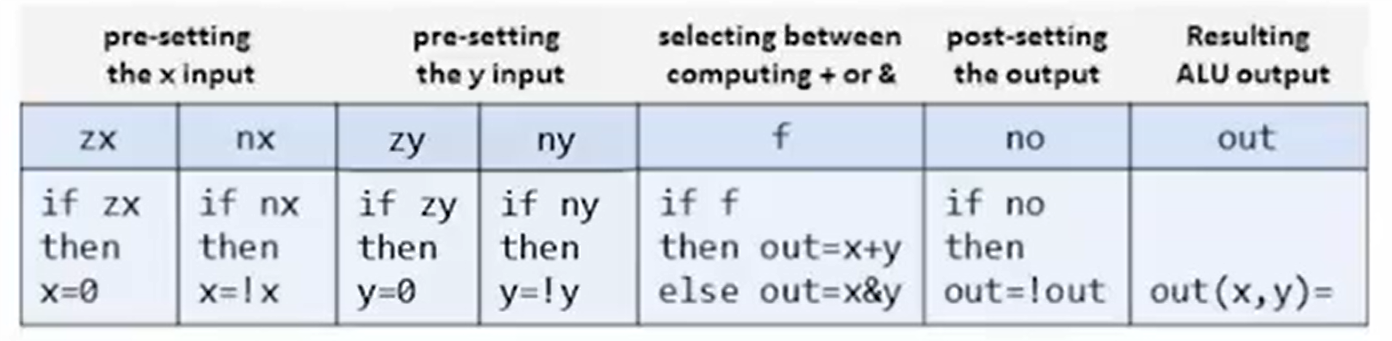 pre-setting
the x input
pre-setting
the y input
selecting between
computing + or &
post-setting
the output
Resulting
ALU output
zx
nx
zy
ny
f
no
out
if zx
then
x=0
if nx
then
x=!x
if zy
then
y=0
if ny
then
y=!y
if f
then out=x+y
else out=x&y
if no
then
out=!out
out(x,y)=